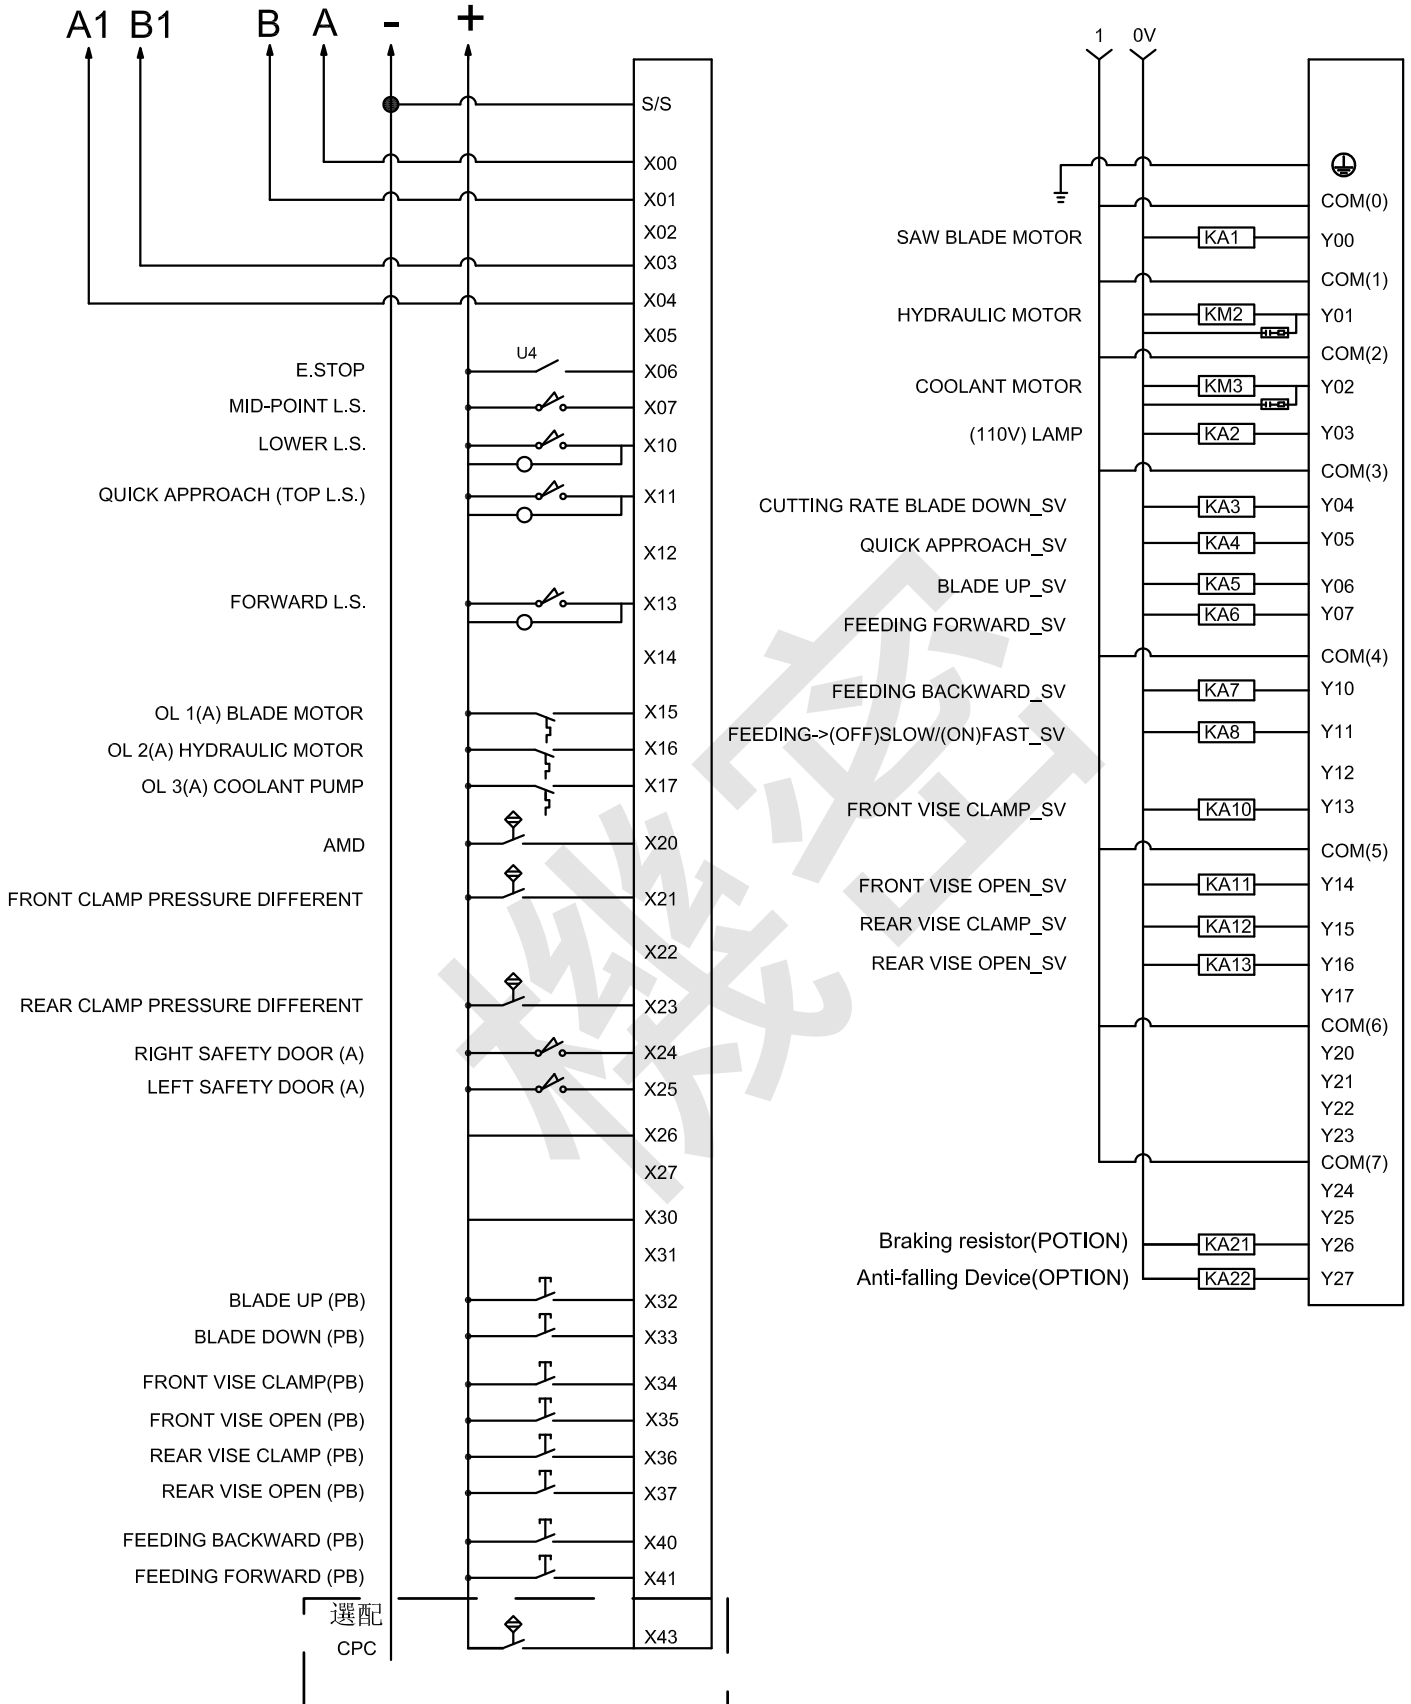 A1 B1 B A - +
S/S
X00
X01
X02
X03
X04
X05
E.STOP U4 X06
MID-POINT L.S. X07
LOWER L.S. X10
QUICK APPROACH (TOP L.S.) X11
X12
FORWARD L.S. X13
X14
OL 1(A) BLADE MOTOR X15
OL 2(A) HYDRAULIC MOTOR X16
OL 3(A) COOLANT PUMP X17
AMD X20
FRONT CLAMP PRESSURE DIFFERENT X21
X22
REAR CLAMP PRESSURE DIFFERENT X23
RIGHT SAFETY DOOR (A) X24
LEFT SAFETY DOOR (A) X25
X26
X27
X30
X31
BLADE UP (PB) X32
BLADE DOWN (PB) X33
FRONT VISE CLAMP(PB) X34
FRONT VISE OPEN (PB) X35
REAR VISE CLAMP (PB) X36
REAR VISE OPEN (PB) X37
FEEDING BACKWARD (PB) X40
FEEDING FORWARD (PB) X41
選配
CPC X43
1 0V
COM(0)
SAW BLADE MOTOR KA1 Y00
COM(1)
HYDRAULIC MOTOR KM2 Y01
COM(2)
COOLANT MOTOR KM3 Y02
(110V) LAMP KA2 Y03
COM(3)
CUTTING RATE BLADE DOWN_SV KA3 Y04
QUICK APPROACH_SV KA4 Y05
BLADE UP_SV KA5 Y06
FEEDING FORWARD_SV KA6 Y07
COM(4)
FEEDING BACKWARD_SV KA7 Y10
FEEDING->(OFF)SLOW/(ON)FAST_SV KA8 Y11
Y12
FRONT VISE CLAMP_SV KA10 Y13
COM(5)
FRONT VISE OPEN_SV KA11 Y14
REAR VISE CLAMP_SV KA12 Y15
REAR VISE OPEN_SV KA13 Y16
Y17
COM(6)
Y20
Y21
Y22
Y23
COM(7)
Y24
Y25
Braking resistor(POTION) KA21 Y26
Anti-falling Device(OPTION) KA22 Y27
機密